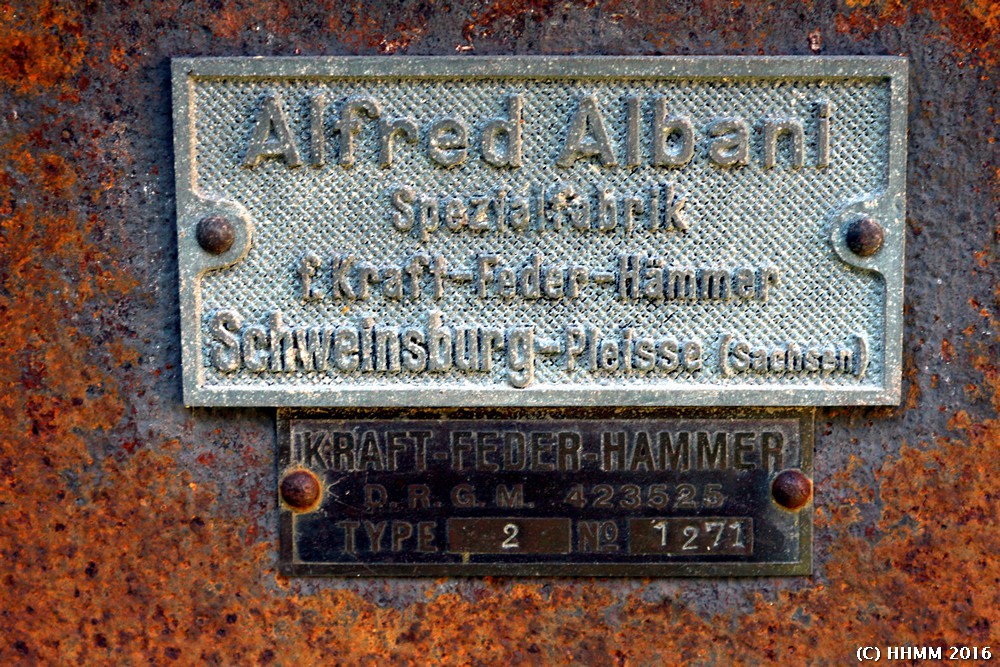 Alfred Albani
Spezialfabrik
f. Kraft-Feder-Hämmer
Schweinsburg-Pleisse (Sachsen)
KRAFT-FEDER-HAMMER
D.R.G.M. 423525
TYPE 2 No 1271
(C) HHMM 2016